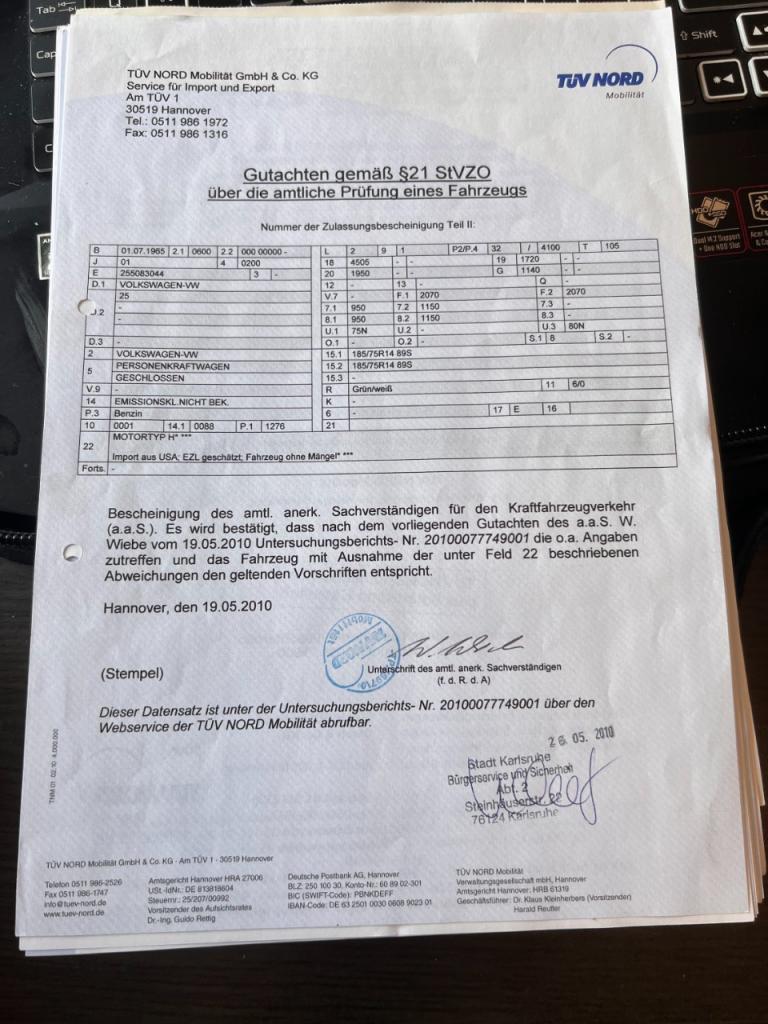 TÜV NORD Mobilität GmbH & Co. KG
Service für Import und Export
Am TÜV 1
30519 Hannover
Tel.: 0511 986 1972
Fax: 0511 986 1316
TÜV NORD
Mobilität
Gutachten gemäß §21 StVZO
über die amtliche Prüfung eines Fahrzeugs
Nummer der Zulassungsbescheinigung Teil II:
B 01.07.1965 2.1 0600 2.2 000 00000 - L 2 9 1 P2/P.4 32 / 4100 T 105
J 01 4 0200 18 4505 - - 19 1720 - -
E 255083044 3 - 20 1950 - - G 1140 - -
D.1 VOLKSWAGEN-VW 12 - 13 - Q -
25 V.7 - F.1 2070 F.2 2070
D.2 - 7.1 950 7.2 1150 7.3 -
- 8.1 950 8.2 1150 8.3 -
U.1 75N U.2 - U.3 80N
D.3 - O.1 - O.2 - S.1 8 S.2 -
2 VOLKSWAGEN-VW 15.1 185/75R14 89S
5 PERSONENKRAFTWAGEN 15.2 185/75R14 89S
GESCHLOSSEN 15.3 -
V.9 - R Grün/weiß 11 6/0
14 EMISSIONSKL.NICHT BEK. K -
P.3 Benzin 6 - 17 E 16
10 0001 14.1 0088 P.1 1276 21
22 MOTORTYP H* ***
Import aus USA; EZL geschätzt; Fahrzeug ohne Mängel* ***
Forts. -
Bescheinigung des amtl. anerk. Sachverständigen für den Kraftfahrzeugverkehr
(a.a.S.). Es wird bestätigt, dass nach dem vorliegenden Gutachten des a.a.S. W.
Wiebe vom 19.05.2010 Untersuchungsberichts- Nr. 20100077749001 die o.a. Angaben
zutreffen und das Fahrzeug mit Ausnahme der unter Feld 22 beschriebenen
Abweichungen den geltenden Vorschriften entspricht.
Hannover, den 19.05.2010
(Stempel)
Unterschrift des amtl. anerk. Sachverständigen
(f. d. R. d. A)
Dieser Datensatz ist unter der Untersuchungsberichts- Nr. 20100077749001 über den
Webservice der TÜV NORD Mobilität abrufbar.
26. 05. 2010
Stadt Karlsruhe
Bürgerservice und Sicherheit
Abt. 2
Steinhäuserstr. 22
76124 Karlsruhe
TNM 01 · 02.10 · 4.000.000
TÜV NORD Mobilität GmbH & Co. KG · Am TÜV 1 · 30519 Hannover
Telefon 0511 986-2526
Fax 0511 986-1747
info@tuev-nord.de
www.tuev-nord.de
Amtsgericht Hannover HRA 27006
USt.-IdNr.: DE 813818604
Steuernr.: 25/207/00992
Vorsitzender des Aufsichtsrates
Dr.-Ing. Guido Rettig
Deutsche Postbank AG, Hannover
BLZ: 250 100 30, Konto-Nr.: 60 89 02-301
BIC (SWIFT-Code): PBNKDEFF
IBAN-Code: DE 63 2501 0030 0608 9023 01
TÜV NORD Mobilität
Verwaltungsgesellschaft mbH, Hannover
Amtsgericht Hannover: HRB 61319
Geschäftsführer: Dr. Klaus Kleinherbers (Vorsitzender)
Harald Reutter
Tab
Cap
Shift